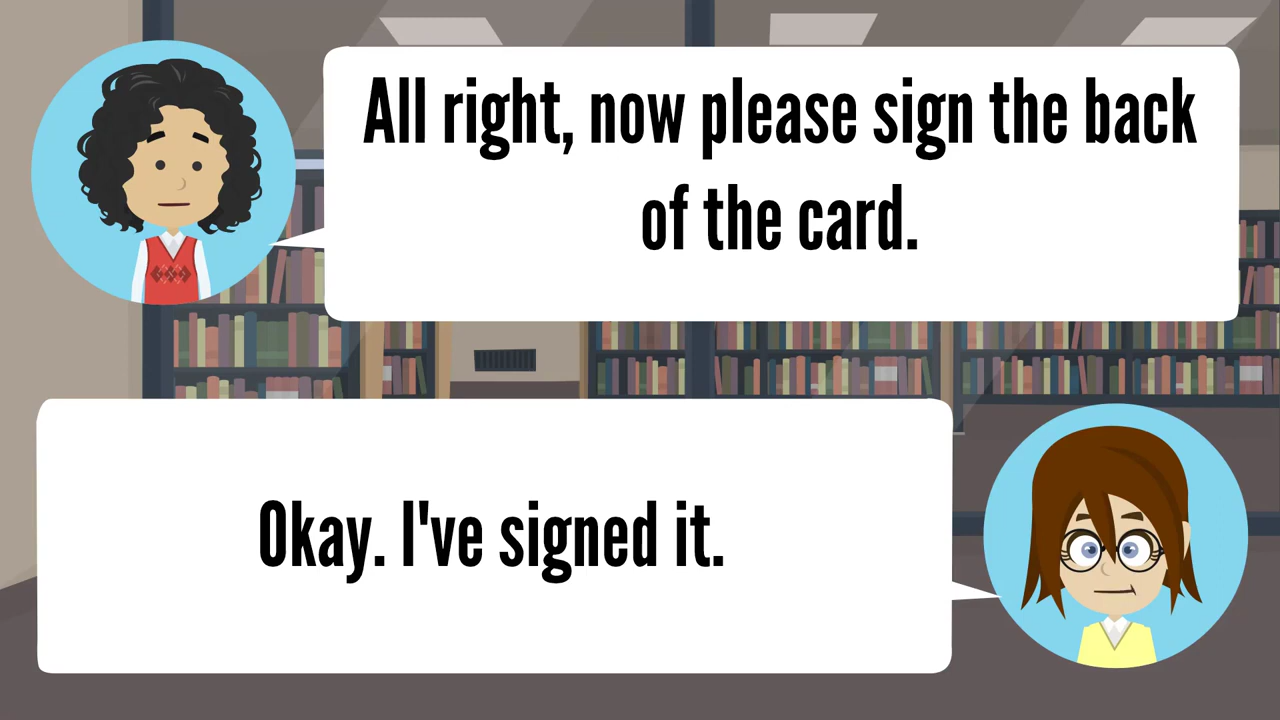 All right, now please sign the back
of the card.
Okay. I've signed it.